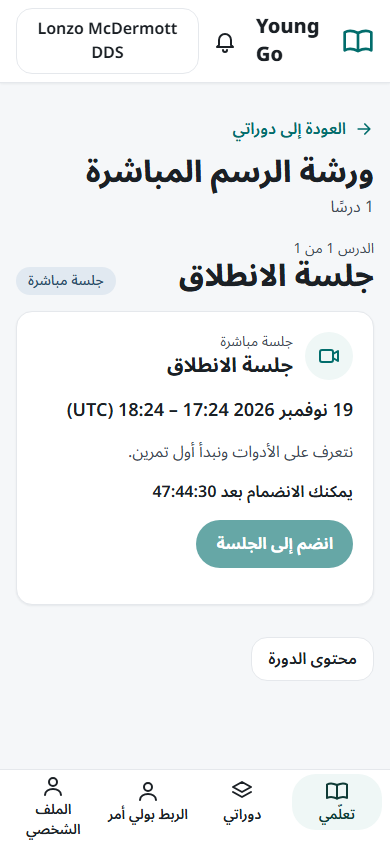 Young
Go
Lonzo McDermott
DDS
العودة إلى دوراتي
ورشة الرسم المباشرة
1 درسًا
الدرس 1 من 1
جلسة الانطلاق
جلسة مباشرة
جلسة مباشرة
جلسة الانطلاق
19 نوفمبر 2026 17:24 – 18:24 (UTC)
نتعرف على الأدوات ونبدأ أول تمرين.
يمكنك الانضمام بعد 47:44:30
انضم إلى الجلسة
محتوى الدورة
تعلّمي
دوراتي
الربط بولي أمر
الملف
الشخصي